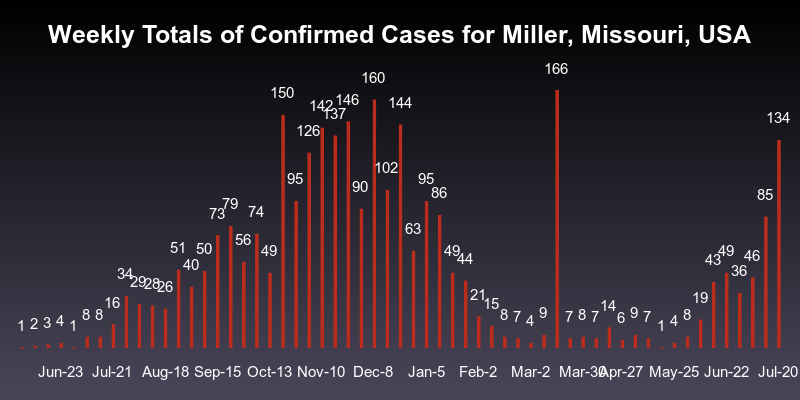 Weekly Totals of Confirmed Cases for Miller, Missouri, USA
1 2 3 4 1 8 8 16 34 29 28 26 51 40 50 73 79 56 74 49 150 95 126 142 137 146 90 160 102 144 63 95 86 49 44 21 15 8 7 4 9 166 7 8 7 14 6 9 7 1 4 8 19 43 49 36 46 85 134
Jun-23 Jul-21 Aug-18 Sep-15 Oct-13 Nov-10 Dec-8 Jan-5 Feb-2 Mar-2 Mar-30 Apr-27 May-25 Jun-22 Jul-20